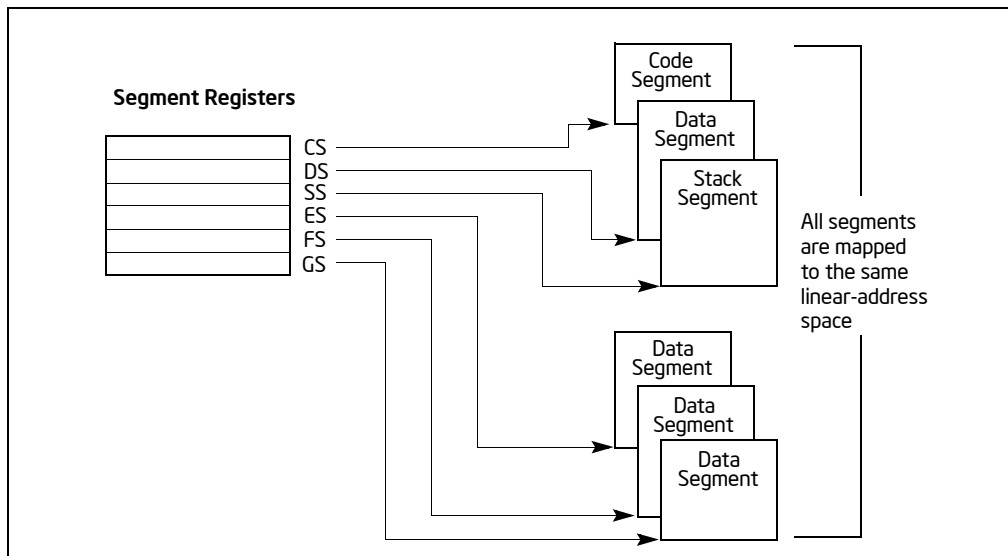 Segment Registers
CS
DS
SS
ES
FS
GS
Code
Segment
Data
Segment
Stack
Segment
Data
Segment
Data
Segment
Data
Segment
All segments
are mapped
to the same
linear-address
space